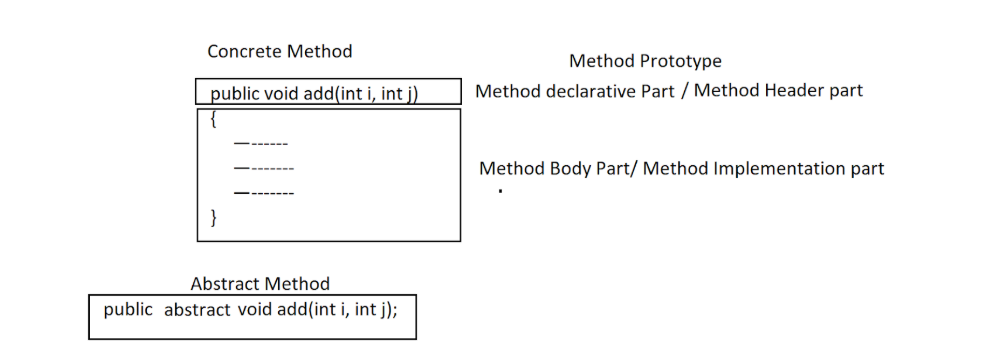 Concrete Method
Method Prototype
public void add(int i, int j)
Method declarative Part / Method Header part
{
—------
—-------
—-------
}
Method Body Part/ Method Implementation part
.
Abstract Method
public abstract void add(int i, int j);